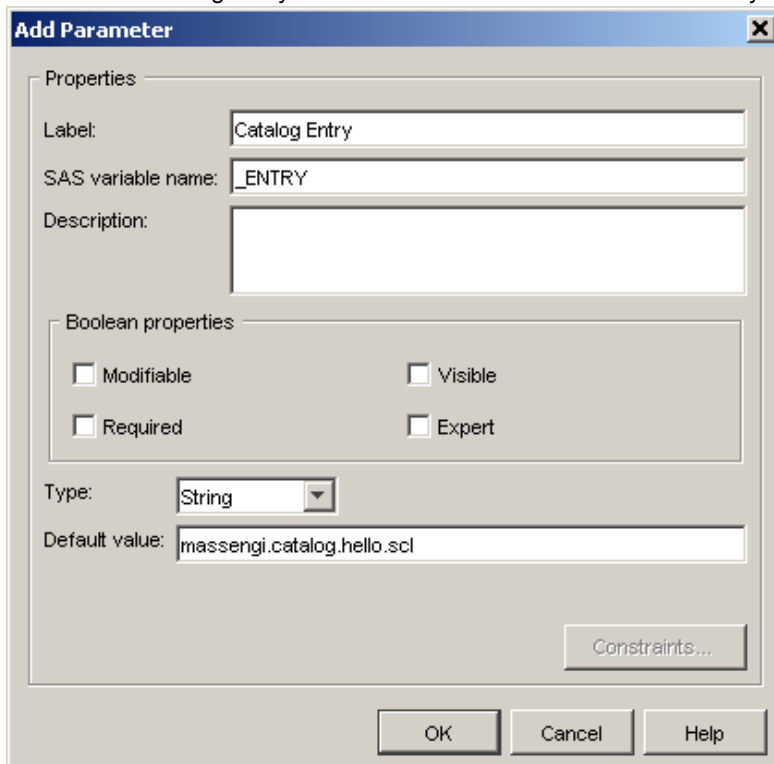 Add Parameter
Properties
Label: Catalog Entry
SAS variable name: _ENTRY
Description:
Boolean properties
Modifiable Visible
Required Expert
Type: String
Default value: massengi.catalog.hello.scl
Constraints...
OK Cancel Help